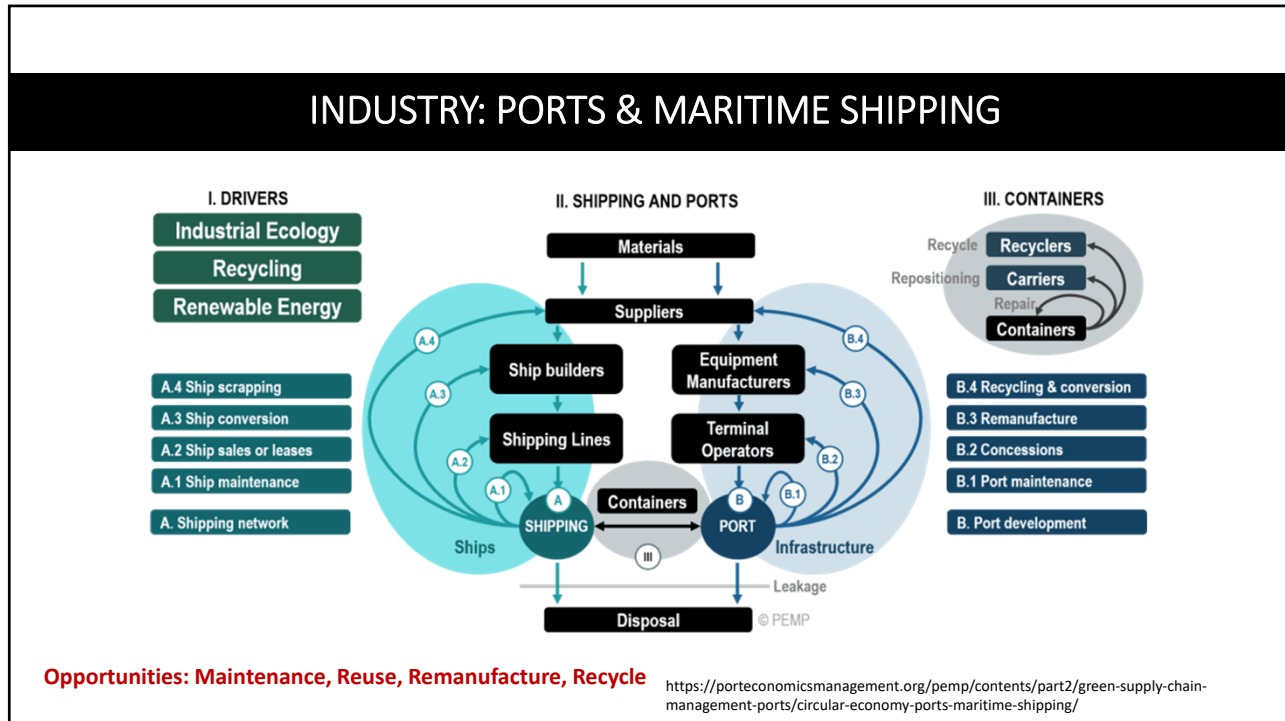 INDUSTRY: PORTS & MARITIME SHIPPING
I. DRIVERS
Industrial Ecology
Recycling
Renewable Energy
A.4 Ship scrapping
A.3 Ship conversion
A.2 Ship sales or leases
A.1 Ship maintenance
A. Shipping network
II. SHIPPING AND PORTS
Materials
Suppliers
A.4
B.4
Ship builders
Equipment
Manufacturers
A.3
B.3
Shipping Lines
Terminal
Operators
A.2
B.2
A.1
B.1
A
Containers
B
SHIPPING
PORT
Ships
III
Infrastructure
Leakage
Disposal
© PEMP
III. CONTAINERS
Recycle
Recyclers
Repositioning
Carriers
Repair
Containers
B.4 Recycling & conversion
B.3 Remanufacture
B.2 Concessions
B.1 Port maintenance
B. Port development
Opportunities: Maintenance, Reuse, Remanufacture, Recycle
https://porteconomicsmanagement.org/pemp/contents/part2/green-supply-chain-
management-ports/circular-economy-ports-maritime-shipping/